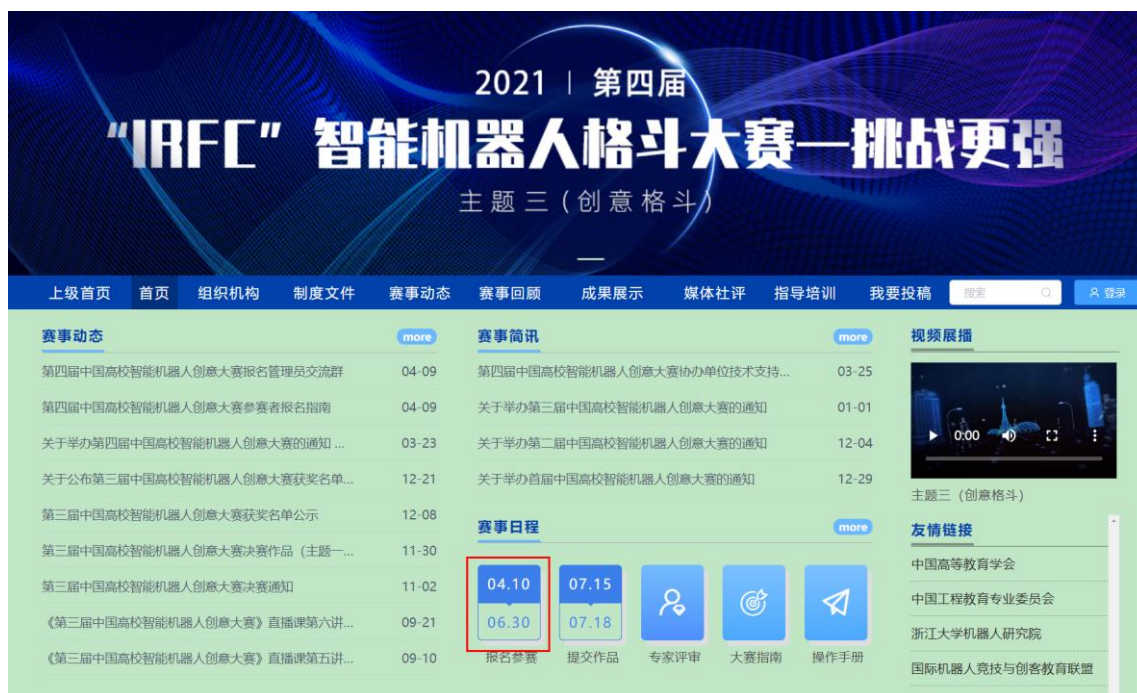 2021 | 第四届
“IRFC”智能机器人格斗大赛—挑战更强
主题三(创意格斗)
上级首页 首页 组织机构 制度文件 赛事动态 赛事回顾 成果展示 媒体社评 指导培训 我要投稿 搜索 登录
赛事动态 more
第四届中国高校智能机器人创意大赛报名管理员交流群 04-09
第四届中国高校智能机器人创意大赛参赛者报名指南 04-09
关于举办第四届中国高校智能机器人创意大赛的通知 ... 03-23
关于公布第三届中国高校智能机器人创意大赛获奖名单... 12-21
第三届中国高校智能机器人创意大赛获奖名单公示 12-08
第三届中国高校智能机器人创意大赛决赛作品（主题一... 11-30
第三届中国高校智能机器人创意大赛决赛通知 11-02
《第三届中国高校智能机器人创意大赛》直播课第六讲... 09-21
《第三届中国高校智能机器人创意大赛》直播课第五讲... 09-10
赛事简讯 more
第四届中国高校智能机器人创意大赛协办单位技术支持... 03-25
关于举办第三届中国高校智能机器人创意大赛的通知 01-01
关于举办第二届中国高校智能机器人创意大赛的通知 12-04
关于举办首届中国高校智能机器人创意大赛的通知 12-29
赛事日程 more
04.10 07.15
06.30 07.18
报名参赛 提交作品 专家评审 大赛指南 操作手册
视频展播
0:00
主题三（创意格斗）
友情链接
中国高等教育学会
中国工程教育专业委员会
浙江大学机器人研究院
国际机器人竞技与创客教育联盟